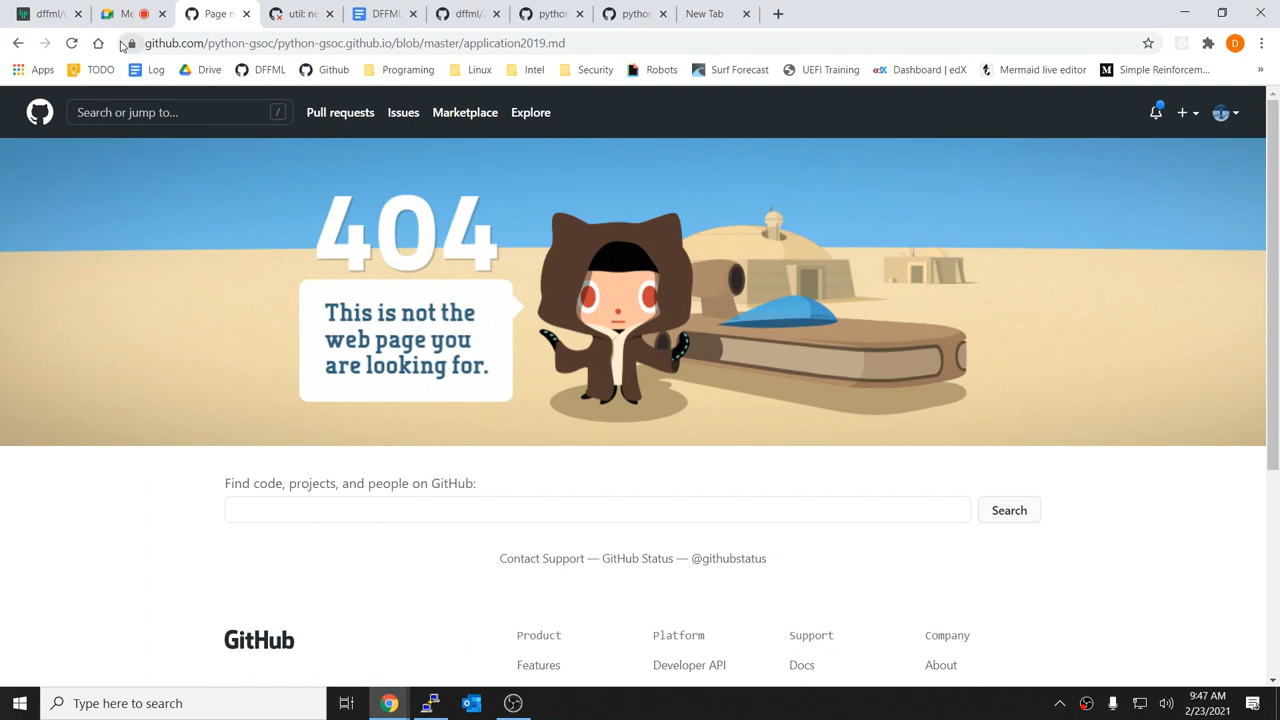 dffml/
Me
Page n
util: ne
DFFML
dffml/
python
python
New Tab
github.com/python-gsoc/python-gsoc.github.io/blob/master/application2019.md
D
Apps
TODO
Log
Drive
DFFML
Github
Programing
Linux
Intel
Security
Robots
Surf Forecast
UEFI Training
edX
Dashboard | edX
Mermaid live editor
M
Simple Reinforcem...
»
Search or jump to...
/
Pull requests
Issues
Marketplace
Explore
404
This is not the
web page you
are looking for.
Find code, projects, and people on GitHub:
Search
Contact Support — GitHub Status — @githubstatus
GitHub
Product
Platform
Support
Company
Features
Developer API
Docs
About
Type here to search
9:47 AM
2/23/2021